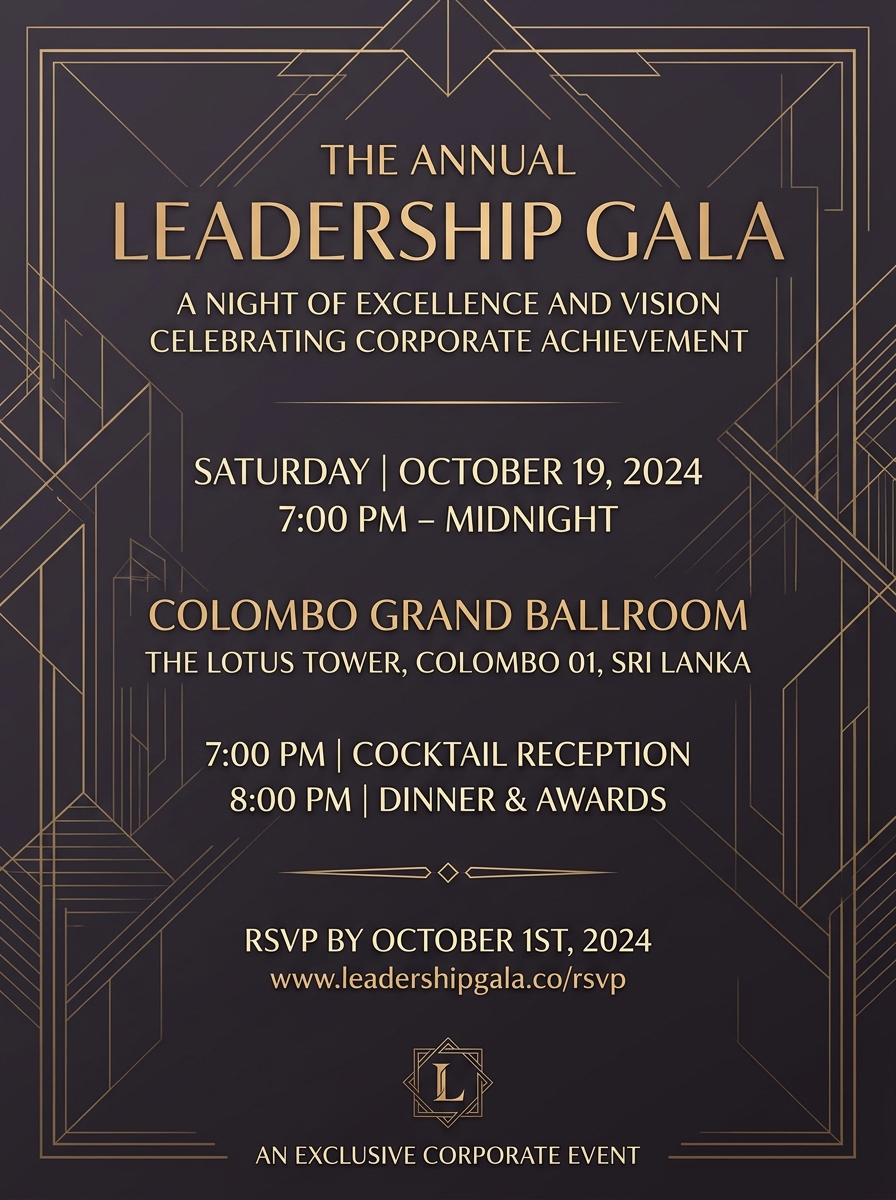 THE ANNUAL
LEADERSHIP GALA
A NIGHT OF EXCELLENCE AND VISION
CELEBRATING CORPORATE ACHIEVEMENT
SATURDAY | OCTOBER 19, 2024
7:00 PM – MIDNIGHT
COLOMBO GRAND BALLROOM
THE LOTUS TOWER, COLOMBO 01, SRI LANKA
7:00 PM | COCKTAIL RECEPTION
8:00 PM | DINNER & AWARDS
RSVP BY OCTOBER 1ST, 2024
www.leadershipgala.co/rsvp
L
AN EXCLUSIVE CORPORATE EVENT